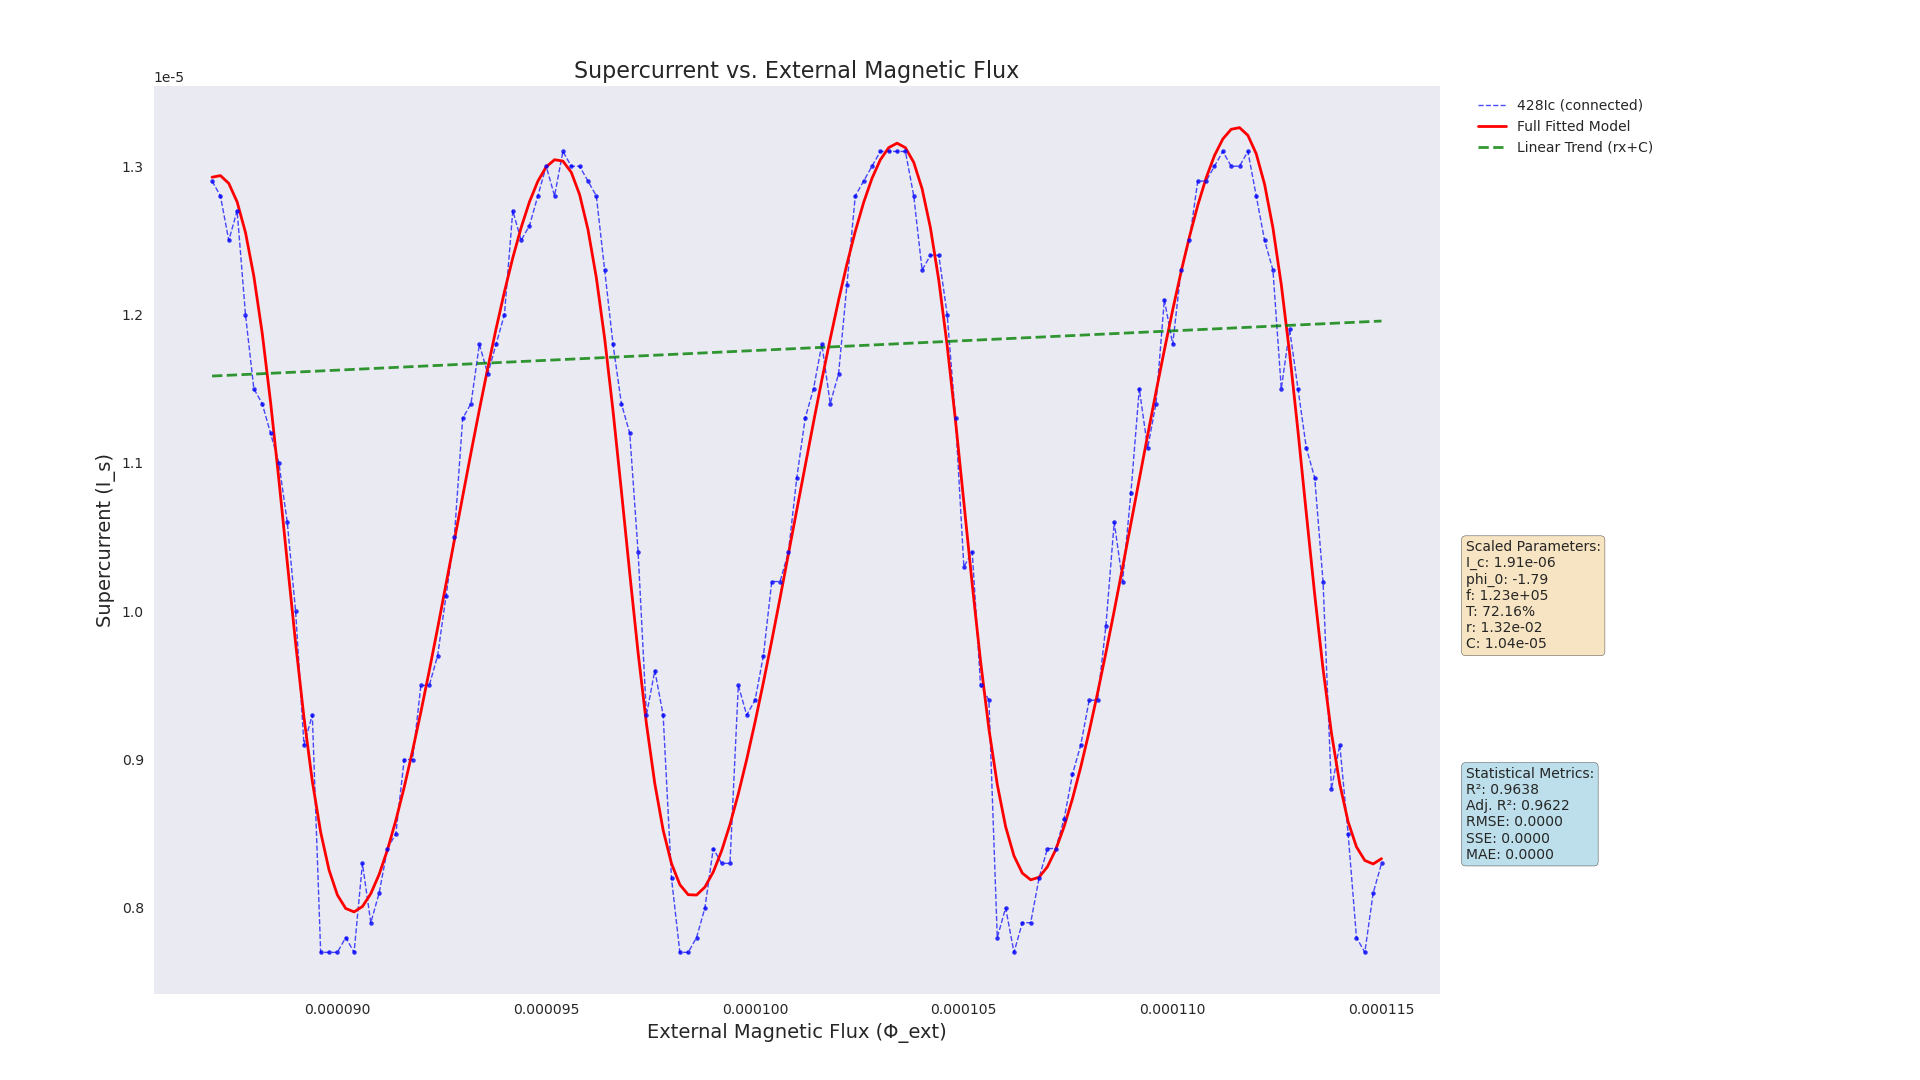 Supercurrent vs. External Magnetic Flux
1e-5
1.3
1.2
1.1
1.0
0.9
0.8
Supercurrent (I_s)
0.000090 0.000095 0.000100 0.000105 0.000110 0.000115
External Magnetic Flux (Φ_ext)
428Ic (connected)
Full Fitted Model
Linear Trend (rx+C)
Scaled Parameters:
I_c: 1.91e-06
phi_0: -1.79
f: 1.23e+05
T: 72.16%
r: 1.32e-02
C: 1.04e-05
Statistical Metrics:
R²: 0.9638
Adj. R²: 0.9622
RMSE: 0.0000
SSE: 0.0000
MAE: 0.0000